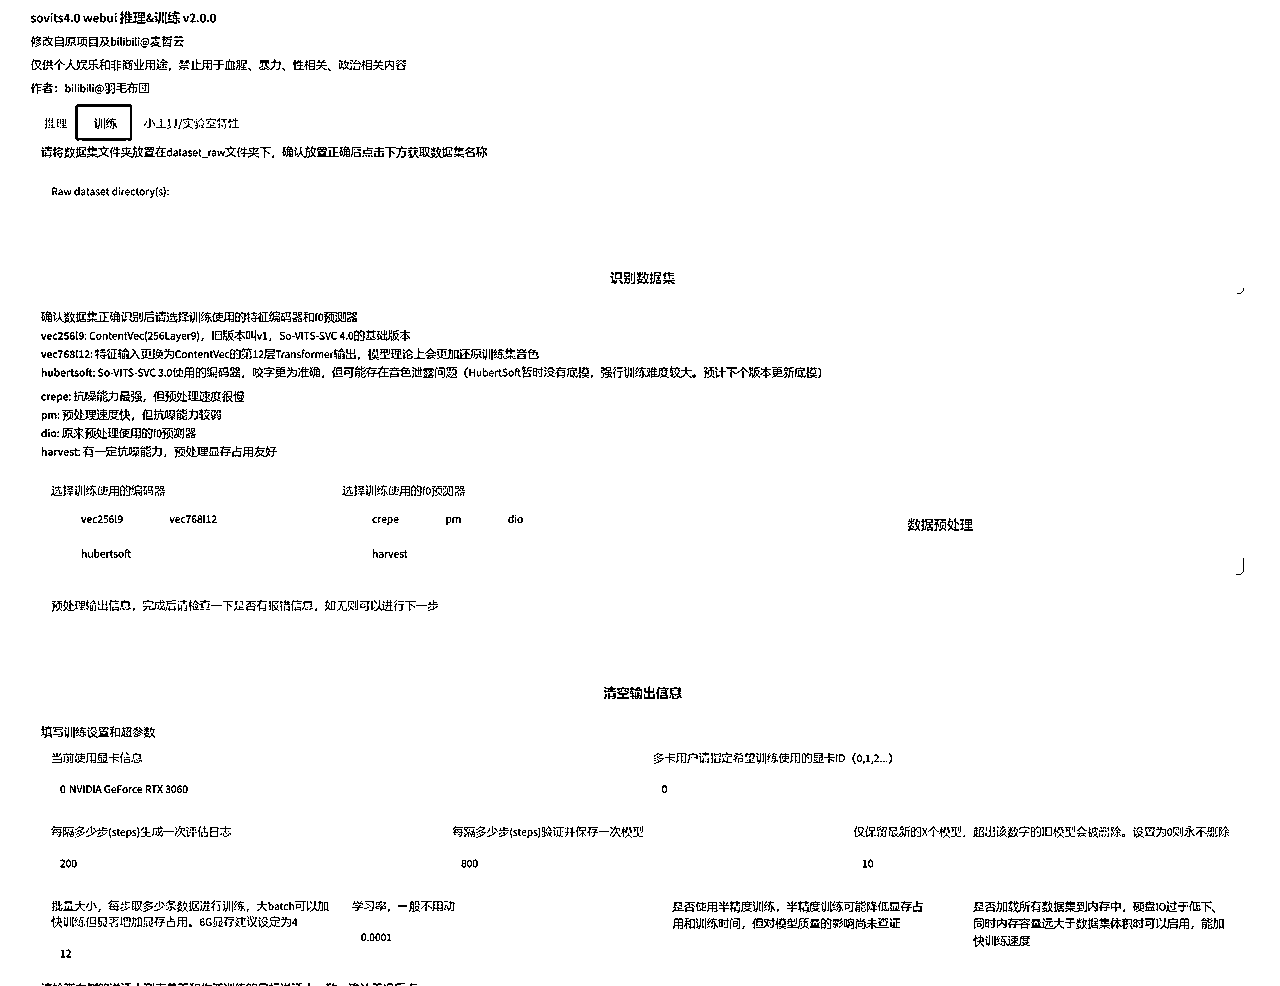 sovits4.0 webui 推理&训练 v2.0.0
修改自原项目及bilibili@麦哲云
仅供个人娱乐和非商业用途，禁止用于血腥、暴力、性相关、政治相关内容
作者：bilibili@羽毛布団
推理 训练 小工具/实验室特性
请将数据集文件夹放置在dataset_raw文件夹下，确认放置正确后点击下方获取数据集名称
Raw dataset directory(s):
识别数据集
确认数据集正确识别后请选择训练使用的特征编码器和f0预测器
vec256l9: ContentVec(256Layer9)，旧版本叫v1，So-VITS-SVC 4.0的基础版本
vec768l12: 特征输入更换为ContentVec的第12层Transformer输出，模型理论上会更加还原训练集音色
hubertsoft: So-VITS-SVC 3.0使用的编码器，咬字更为准确，但可能存在音色泄露问题（HubertSoft暂时没有底模，强行训练难度较大。预计下个版本更新底模）
crepe: 抗噪能力最强，但预处理速度很慢
pm: 预处理速度快，但抗噪能力较弱
dio: 原来预处理使用的f0预测器
harvest: 有一定抗噪能力，预处理显存占用友好
选择训练使用的编码器 选择训练使用的f0预测器
vec256l9 vec768l12 crepe pm dio
数据预处理
hubertsoft harvest
预处理输出信息，完成后请检查一下是否有报错信息，如无则可以进行下一步
清空输出信息
填写训练设置和超参数
当前使用显卡信息 多卡用户请指定希望训练使用的显卡ID（0,1,2...）
0 NVIDIA GeForce RTX 3060 0
每隔多少步(steps)生成一次评估日志 每隔多少步(steps)验证并保存一次模型 仅保留最新的X个模型，超出该数字的旧模型会被删除。设置为0则永不删除
200 800 10
批量大小，每步取多少条数据进行训练，大batch可以加
快训练但显著增加显存占用。6G显存建议设定为4
12
学习率，一般不用动
0.0001
是否使用半精度训练，半精度训练可能降低显存占
用和训练时间，但对模型质量的影响尚未查证
是否加载所有数据集到内存中，硬盘IO过于低下、
同时内存容量远大于数据集体积时可以启用，能加
快训练速度